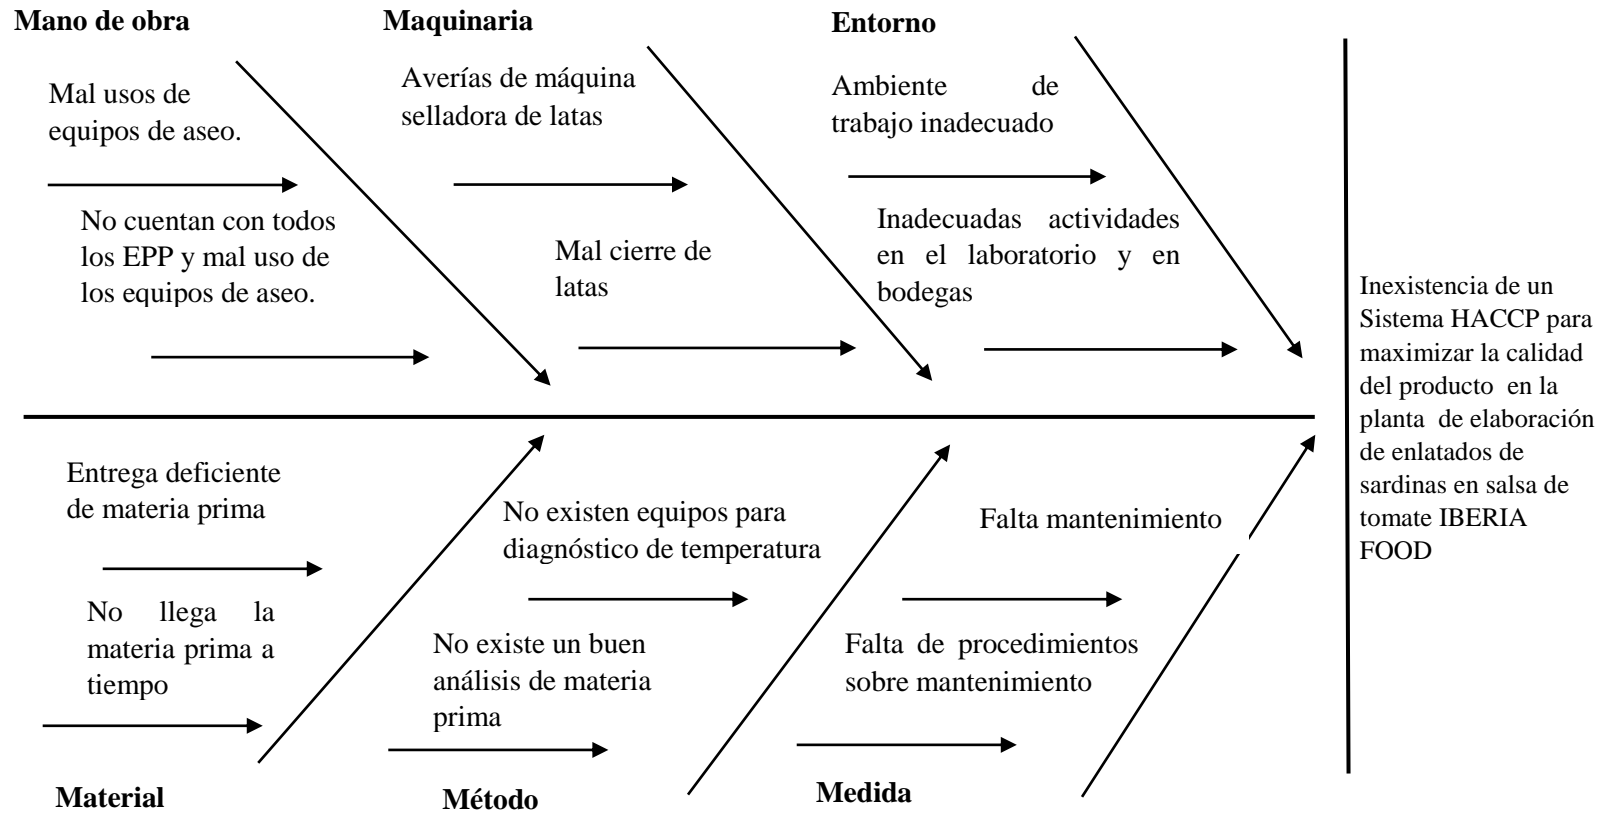 Mano de obra
Mal usos de
equipos de aseo.
No cuentan con todos
los EPP y mal uso de
los equipos de aseo.
Maquinaria
Averías de máquina
selladora de latas
Mal cierre de
latas
Entorno
Ambiente de
trabajo inadecuado
Inadecuadas actividades
en el laboratorio y en
bodegas
Entrega deficiente
de materia prima
No llega la
materia prima a
tiempo
Material
No existen equipos para
diagnóstico de temperatura
No existe un buen
análisis de materia
prima
Método
Falta mantenimiento
Falta de procedimientos
sobre mantenimiento
Medida
Inexistencia de un
Sistema HACCP para
maximizar la calidad
del producto en la
planta de elaboración
de enlatados de
sardinas en salsa de
tomate IBERIA
FOOD